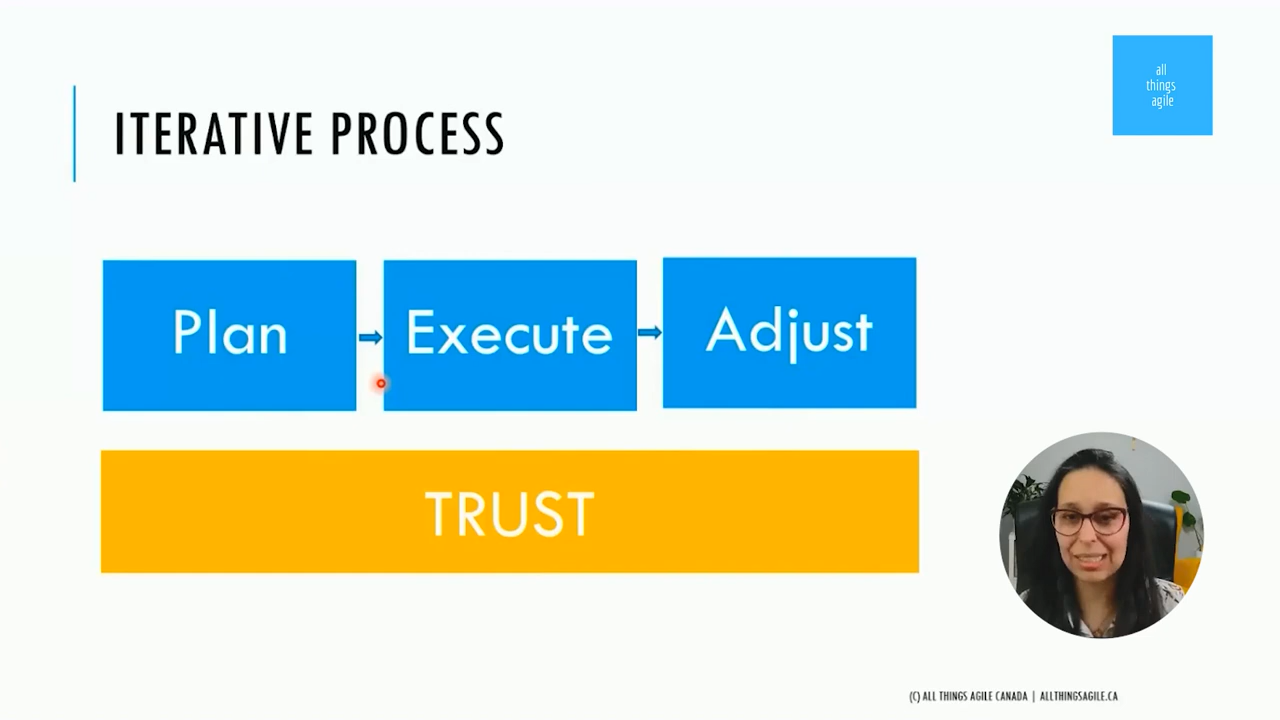 all
things
agile
ITERATIVE PROCESS
Plan
Execute
Adjust
TRUST
(C) ALL THINGS AGILE CANADA | ALLTHINGSAGILE.CA